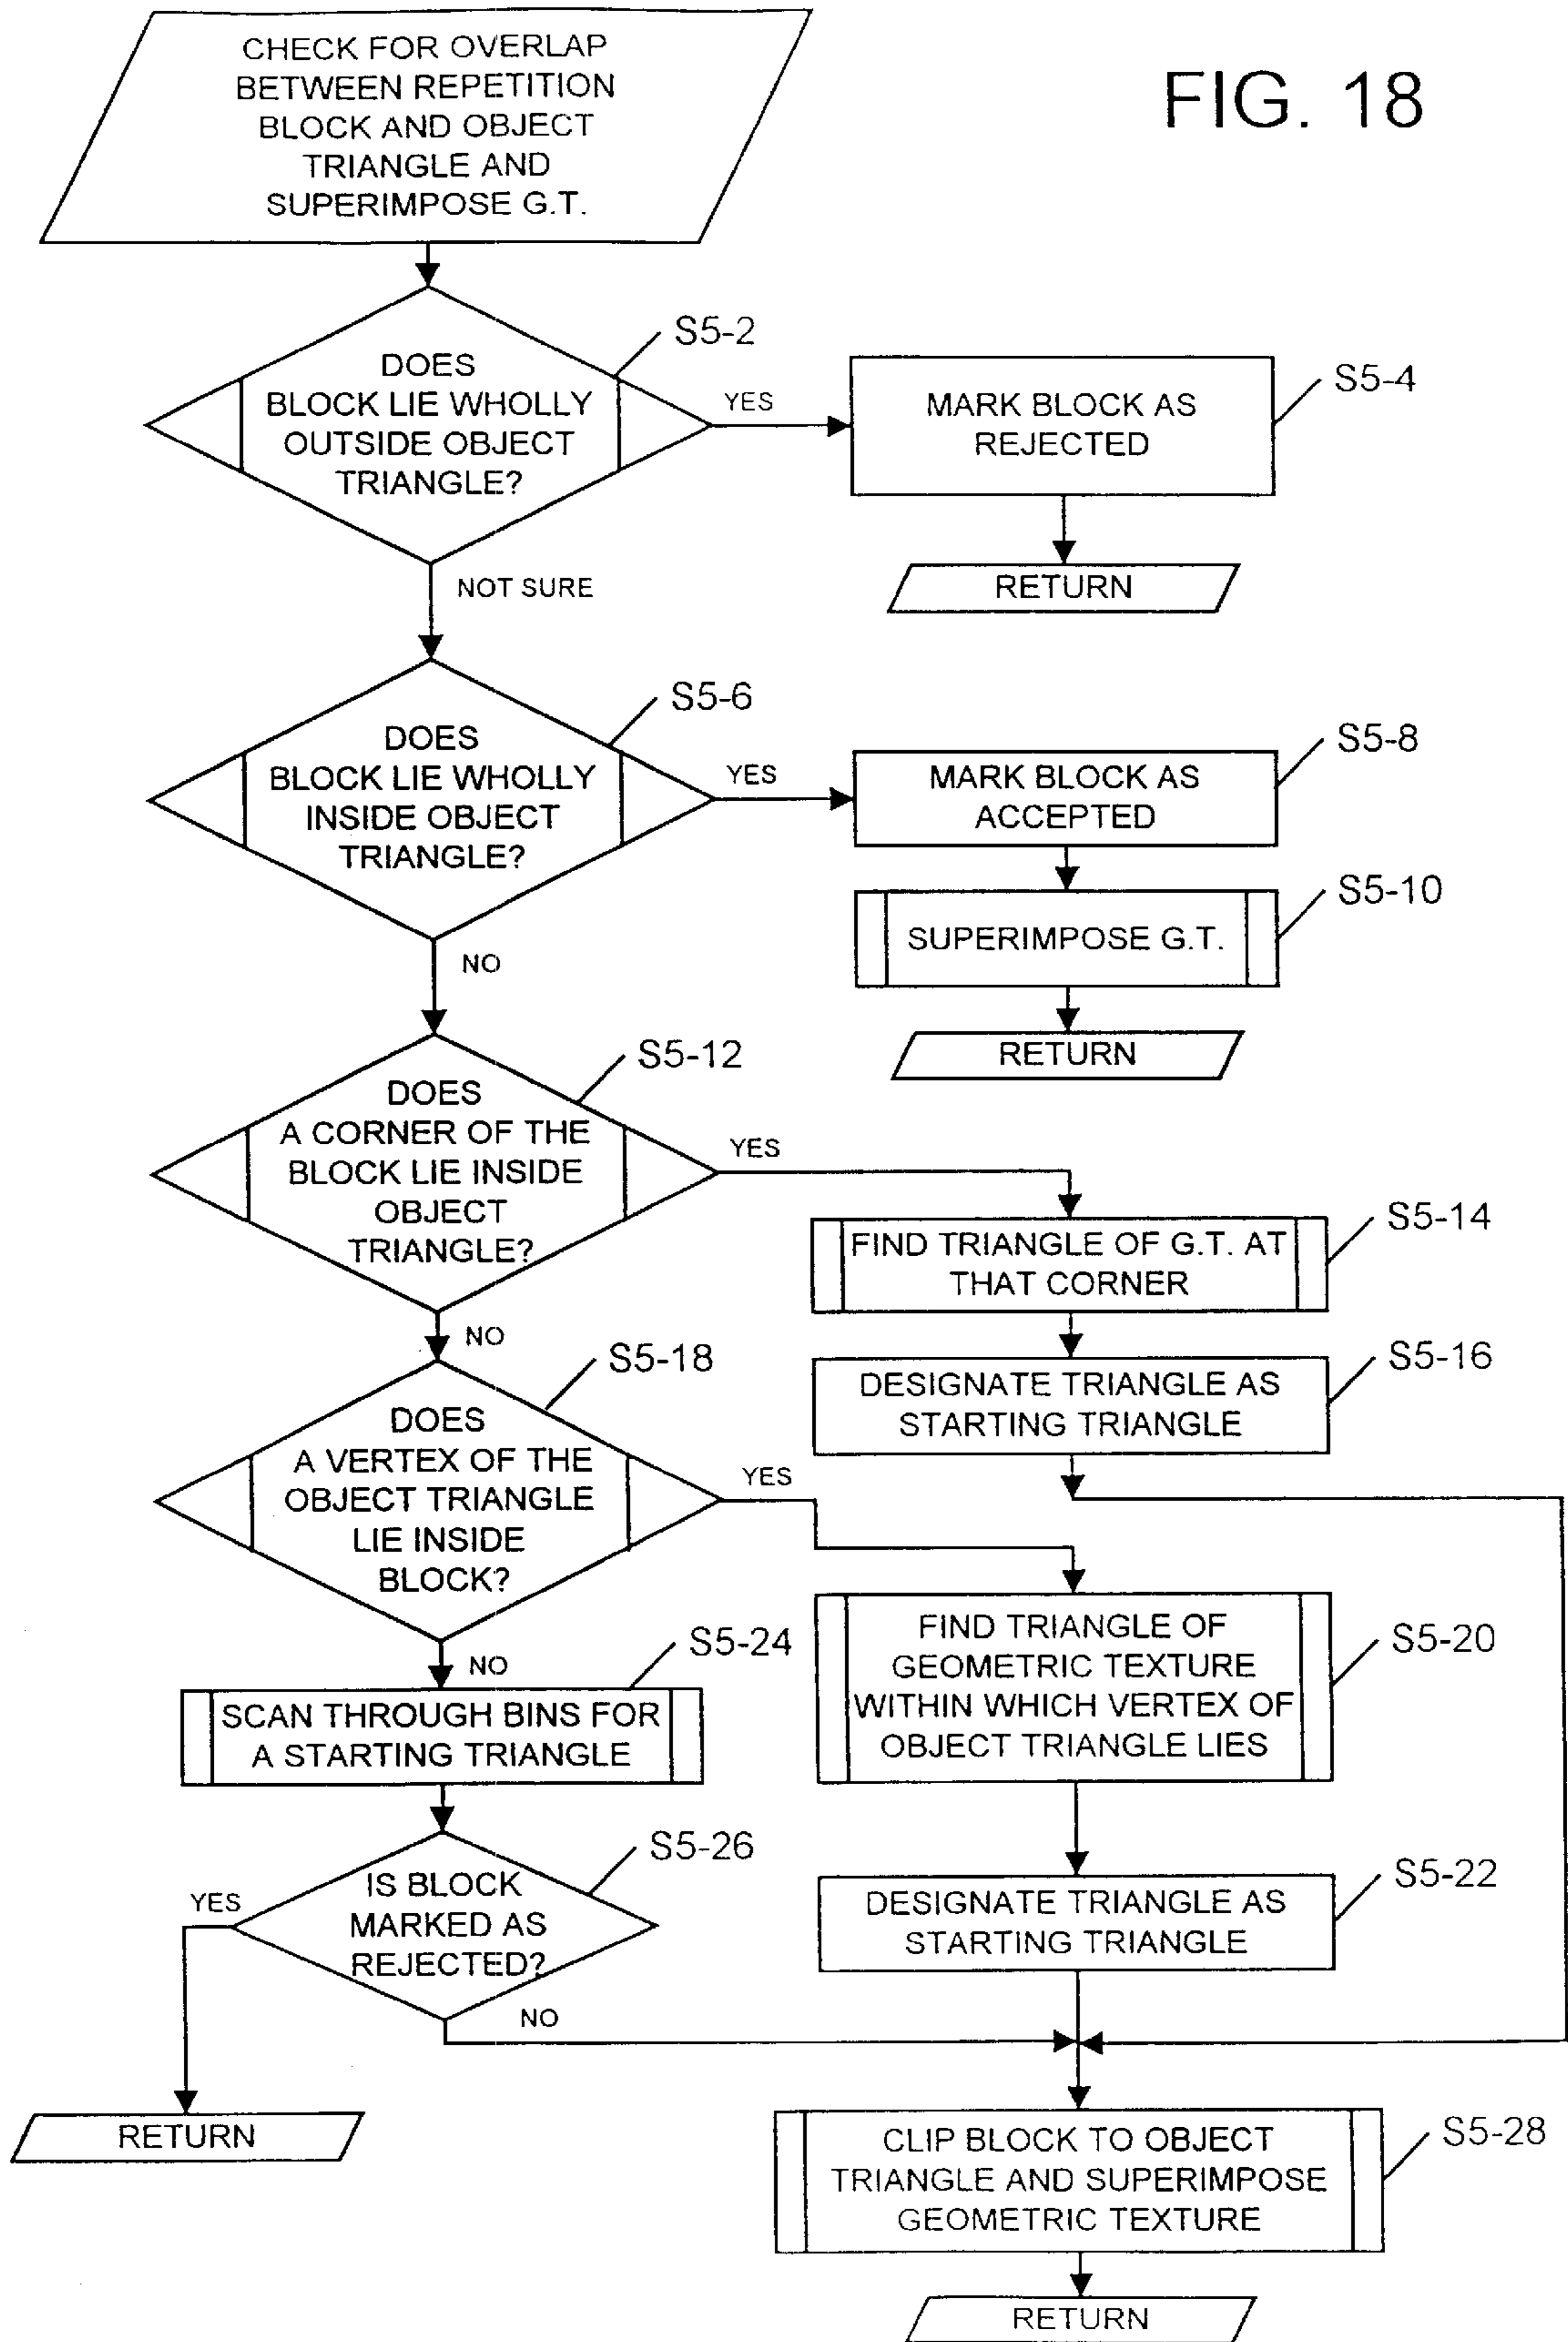 FIG. 18
CHECK FOR OVERLAP
BETWEEN REPETITION
BLOCK AND OBJECT
TRIANGLE AND
SUPERIMPOSE G.T.
S5-2
DOES
BLOCK LIE WHOLLY
OUTSIDE OBJECT
TRIANGLE?
YES
S5-4
MARK BLOCK AS
REJECTED
RETURN
NOT SURE
S5-6
DOES
BLOCK LIE WHOLLY
INSIDE OBJECT
TRIANGLE?
YES
S5-8
MARK BLOCK AS
ACCEPTED
S5-10
SUPERIMPOSE G.T.
RETURN
NO
S5-12
DOES
A CORNER OF THE
BLOCK LIE INSIDE
OBJECT
TRIANGLE?
YES
S5-14
FIND TRIANGLE OF G.T. AT
THAT CORNER
S5-16
DESIGNATE TRIANGLE AS
STARTING TRIANGLE
NO
S5-18
DOES
A VERTEX OF THE
OBJECT TRIANGLE
LIE INSIDE
BLOCK?
YES
S5-20
FIND TRIANGLE OF
GEOMETRIC TEXTURE
WITHIN WHICH VERTEX OF
OBJECT TRIANGLE LIES
S5-22
DESIGNATE TRIANGLE AS
STARTING TRIANGLE
NO
S5-24
SCAN THROUGH BINS FOR
A STARTING TRIANGLE
S5-26
IS BLOCK
MARKED AS
REJECTED?
YES
NO
RETURN
S5-28
CLIP BLOCK TO OBJECT
TRIANGLE AND SUPERIMPOSE
GEOMETRIC TEXTURE
RETURN